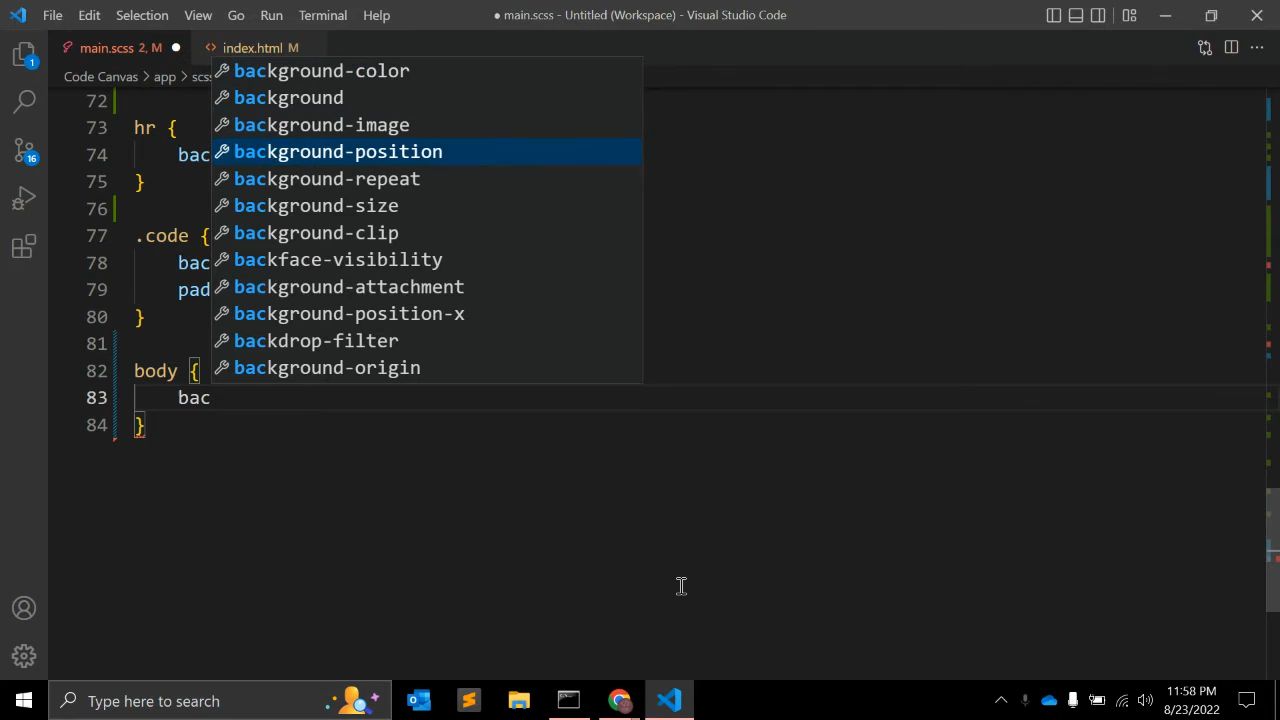 File Edit Selection View Go Run Terminal Help
● main.scss - Untitled (Workspace) - Visual Studio Code
main.scss 2, M ●
index.html M
Code Canvas > app > scss
background-color
background
background-image
background-position
background-repeat
background-size
background-clip
backface-visibility
background-attachment
background-position-x
backdrop-filter
background-origin
72
73 hr {
74 bac
75 }
76
77 .code {
78 bac
79 pad
80 }
81
82 body {
83 bac
84 }
1
16
Type here to search
11:58 PM
8/23/2022